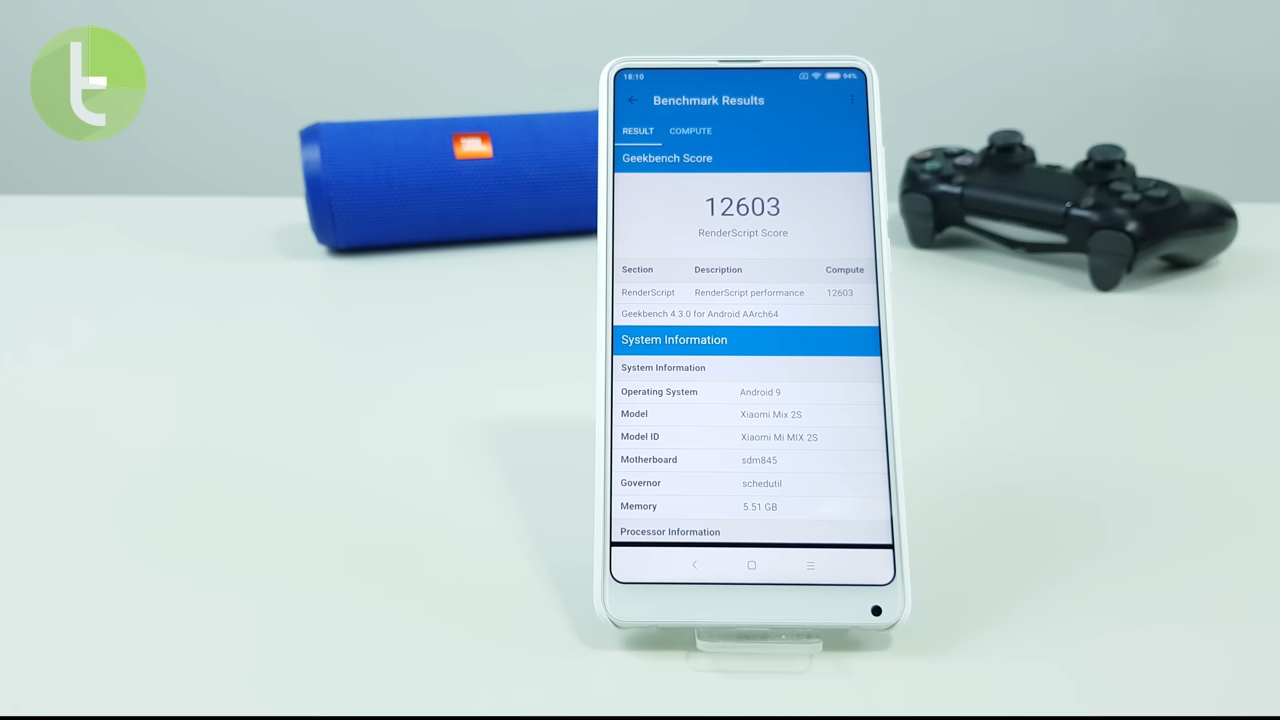 t
JBL
18:10
94%
Benchmark Results
RESULT COMPUTE
Geekbench Score
12603
RenderScript Score
Section Description Compute
RenderScript RenderScript performance 12603
Geekbench 4.3.0 for Android AArch64
System Information
System Information
Operating System Android 9
Model Xiaomi Mix 2S
Model ID Xiaomi Mi MIX 2S
Motherboard sdm845
Governor schedutil
Memory 5.51 GB
Processor Information